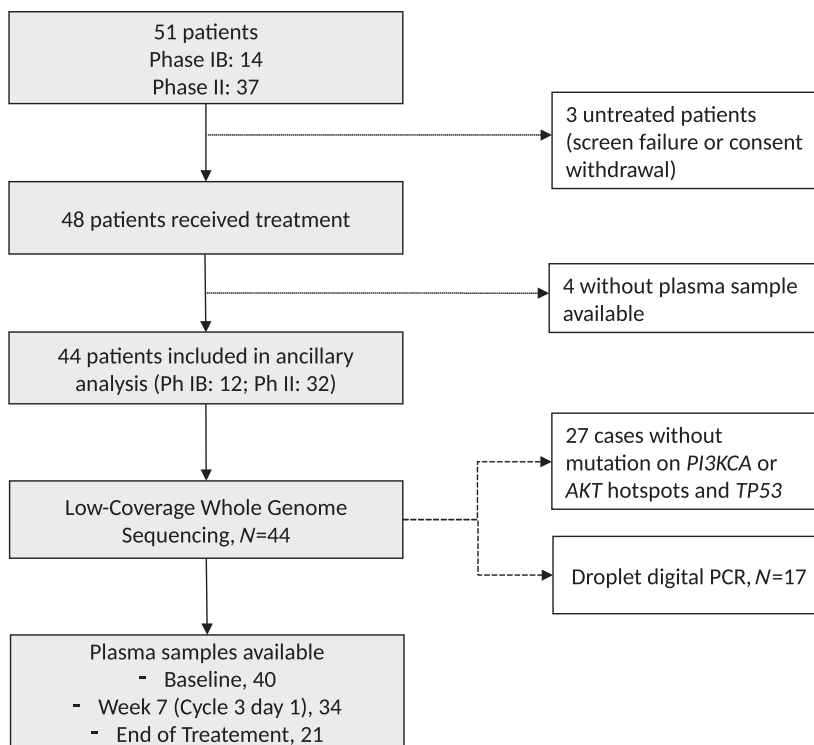 51 patients
Phase IB: 14
Phase II: 37
3 untreated patients
(screen failure or consent
withdrawal)
48 patients received treatment
4 without plasma sample
available
44 patients included in ancillary
analysis (Ph IB: 12; Ph II: 32)
27 cases without
mutation on PI3KCA or
AKT hotspots and TP53
Low-Coverage Whole Genome
Sequencing, N=44
Droplet digital PCR, N=17
Plasma samples available
- Baseline, 40
- Week 7 (Cycle 3 day 1), 34
- End of Treatement, 21